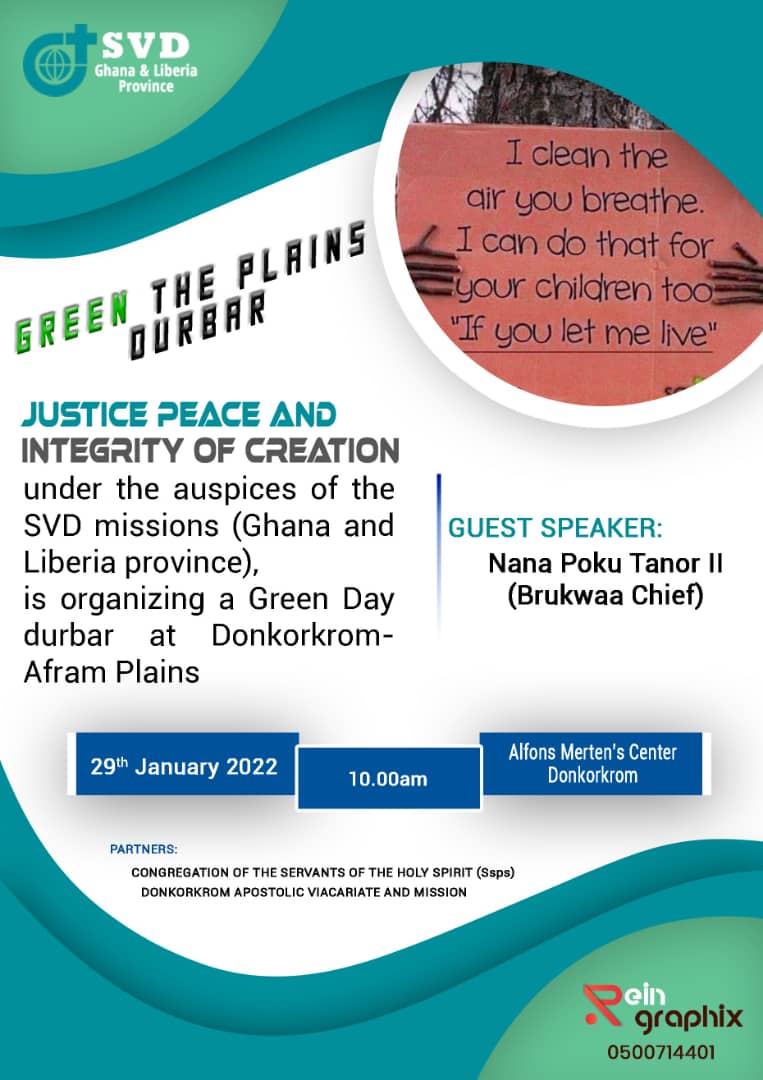 SVD
Ghana & Liberia
Province
I clean the
air you breathe.
I can do that for
your children too
"If you let me live"
GREEN THE PLAINS
DURBAR
JUSTICE PEACE AND
INTEGRITY OF CREATION
under the auspices of the
SVD missions (Ghana and
Liberia province),
is organizing a Green Day
durbar at Donkorkrom-
Afram Plains
GUEST SPEAKER:
Nana Poku Tanor II
(Brukwaa Chief)
29th January 2022
10.00am
Alfons Merten's Center
Donkorkrom
PARTNERS:
CONGREGATION OF THE SERVANTS OF THE HOLY SPIRIT (Ssps)
DONKORKROM APOSTOLIC VIACARIATE AND MISSION
Rein
graphix
0500714401